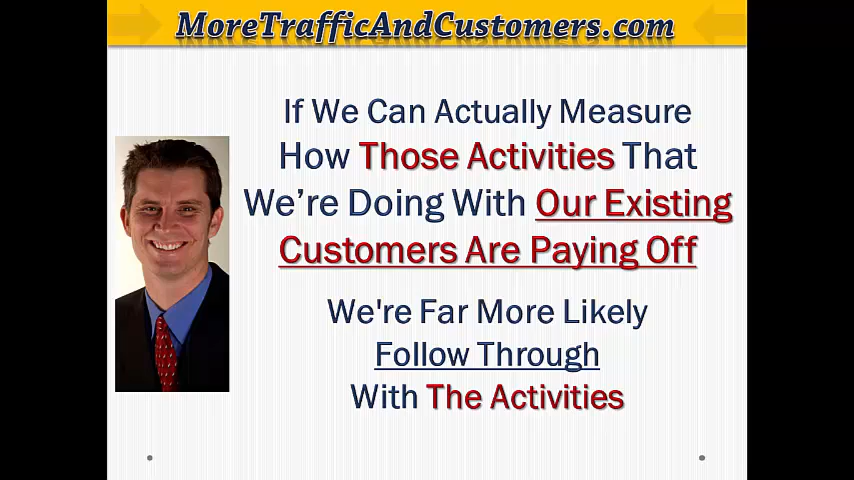 MoreTrafficAndCustomers.com
If We Can Actually Measure
How Those Activities That
We're Doing With Our Existing
Customers Are Paying Off
We're Far More Likely
Follow Through
With The Activities